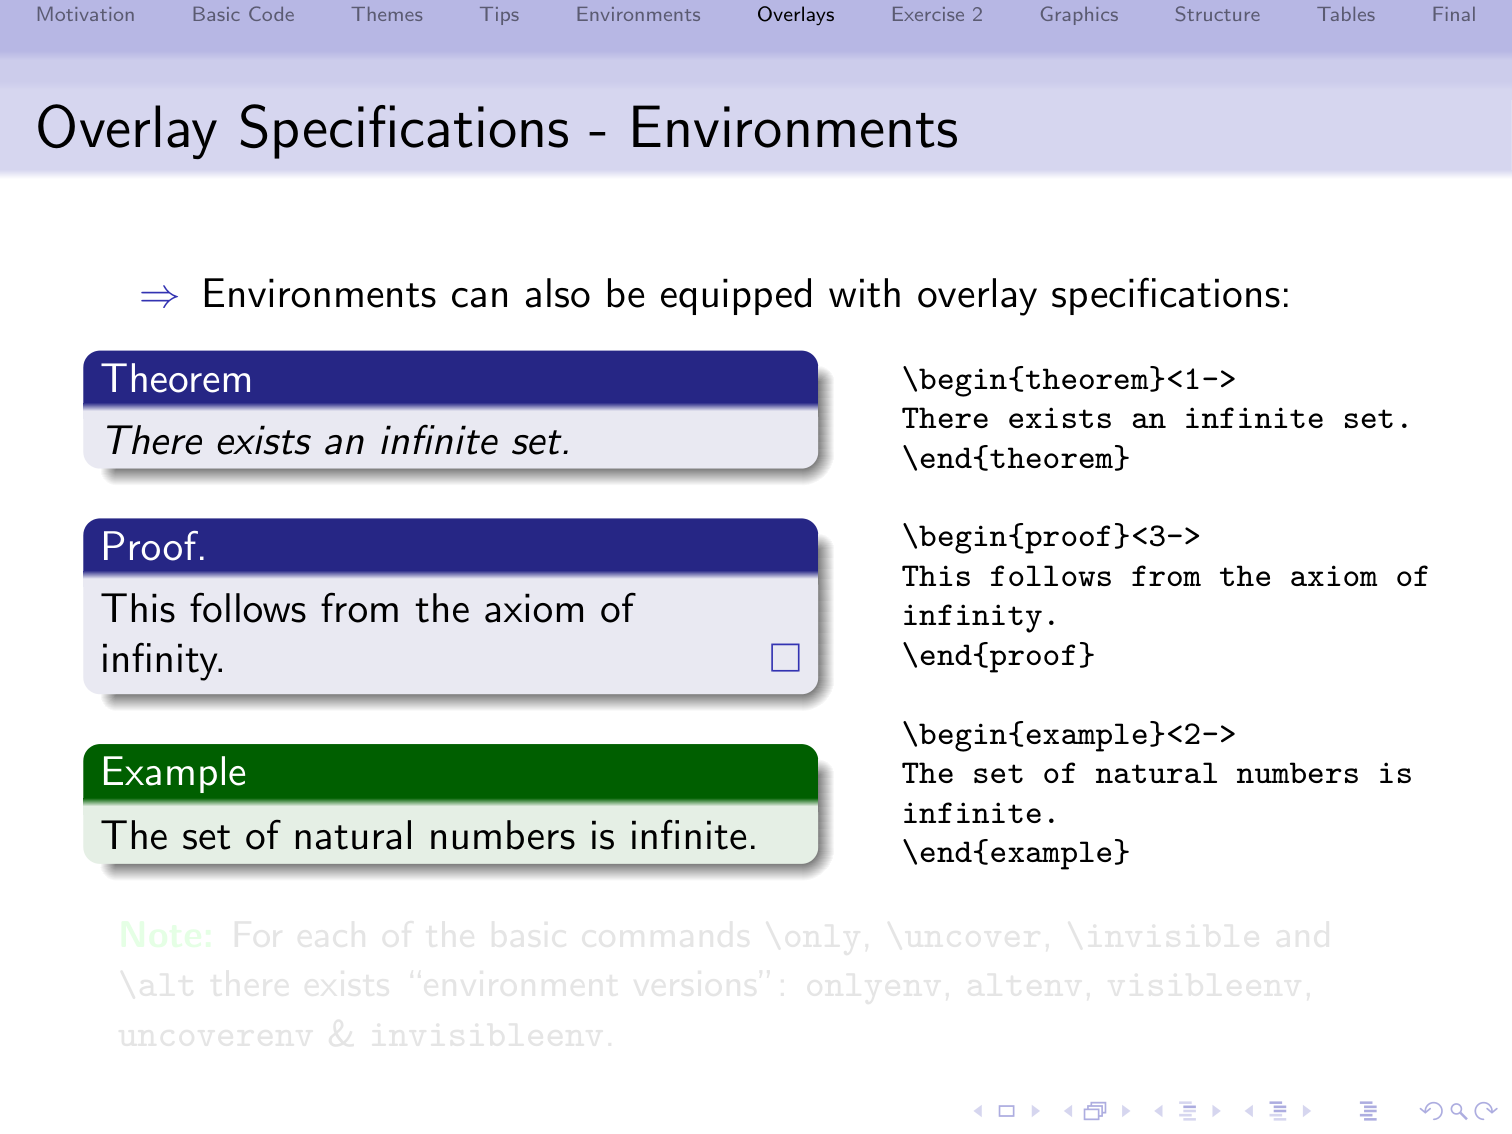 Motivation Basic Code Themes Tips Environments Overlays Exercise 2 Graphics Structure Tables Final
Overlay Specifications - Environments
⇒ Environments can also be equipped with overlay specifications:
Theorem
There exists an infinite set.
Proof.
This follows from the axiom of
infinity. □
Example
The set of natural numbers is infinite.
\begin{theorem}<1->
There exists an infinite set.
\end{theorem}
\begin{proof}<3->
This follows from the axiom of
infinity.
\end{proof}
\begin{example}<2->
The set of natural numbers is
infinite.
\end{example}
Note: For each of the basic commands \only, \uncover, \invisible and
\alt there exists “environment versions”: onlyenv, altenv, visibleenv,
uncoverenv & invisibleenv.